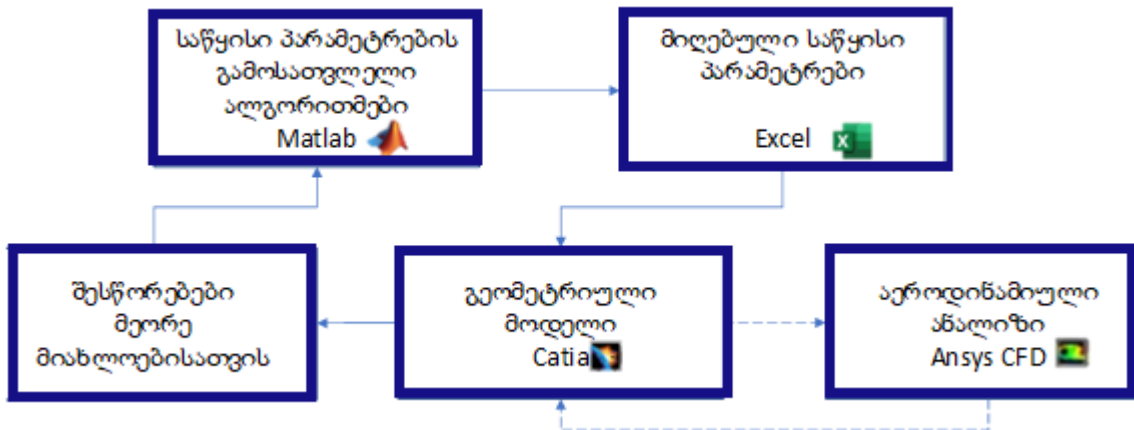 საწყისი პარამეტრების
გამოსათვლელი
ალგორითმები
Matlab
მიღებული საწყისი
პარამეტრები
Excel
შესწორებები
მეორე
მიახლოებისათვის
გეომეტრიული
მოდელი
Catia
აეროდინამიული
ანალიზი
Ansys CFD